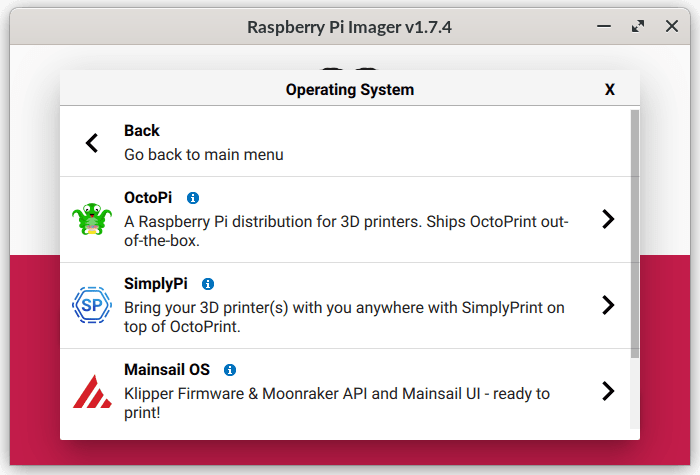 Raspberry Pi Imager v1.7.4
Operating System
X
Back
Go back to main menu
OctoPi
A Raspberry Pi distribution for 3D printers. Ships OctoPrint out-
of-the-box.
SimplyPi
SP
Bring your 3D printer(s) with you anywhere with SimplyPrint on
top of OctoPrint.
Mainsail OS
Klipper Firmware & Moonraker API and Mainsail UI - ready to
print!